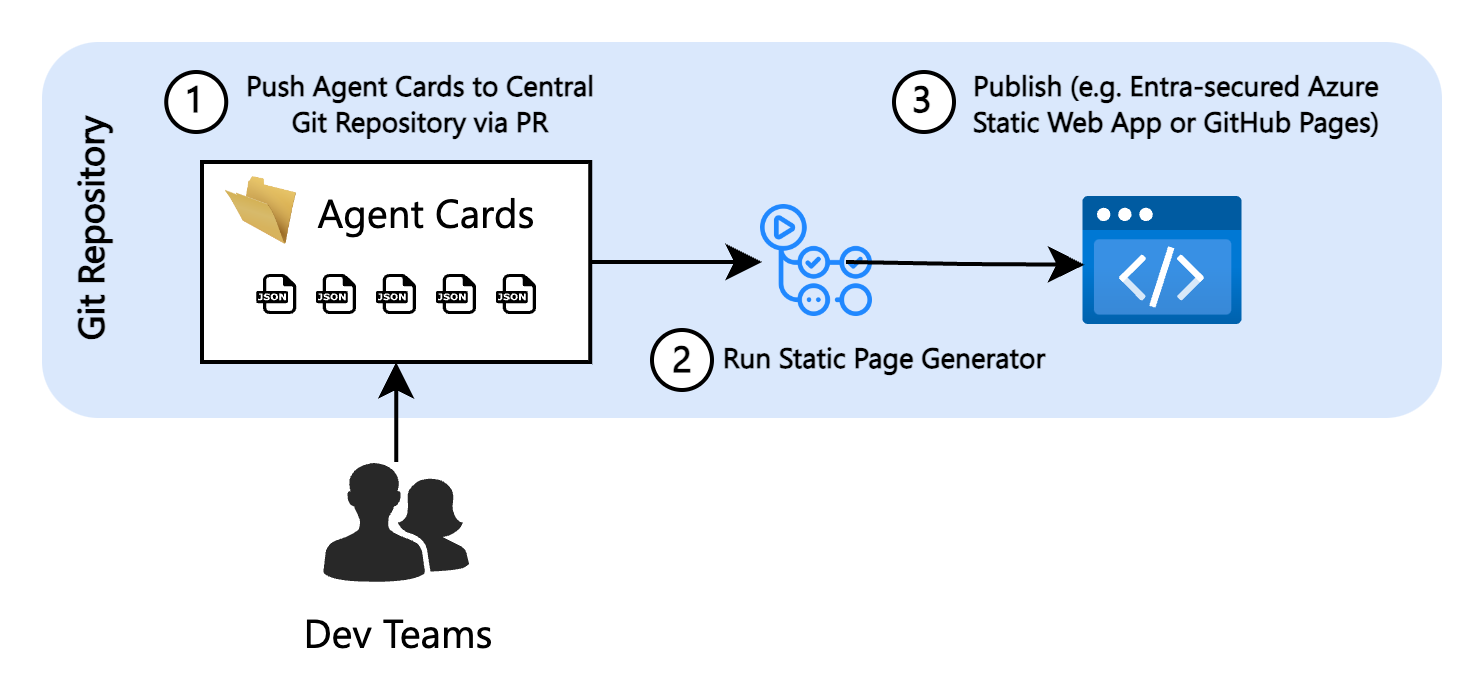 Git Repository
1
Push Agent Cards to Central
Git Repository via PR
Agent Cards
JSON
JSON
JSON
JSON
JSON
2
Run Static Page Generator
3
Publish (e.g. Entra-secured Azure
Static Web App or GitHub Pages)
</>
Dev Teams